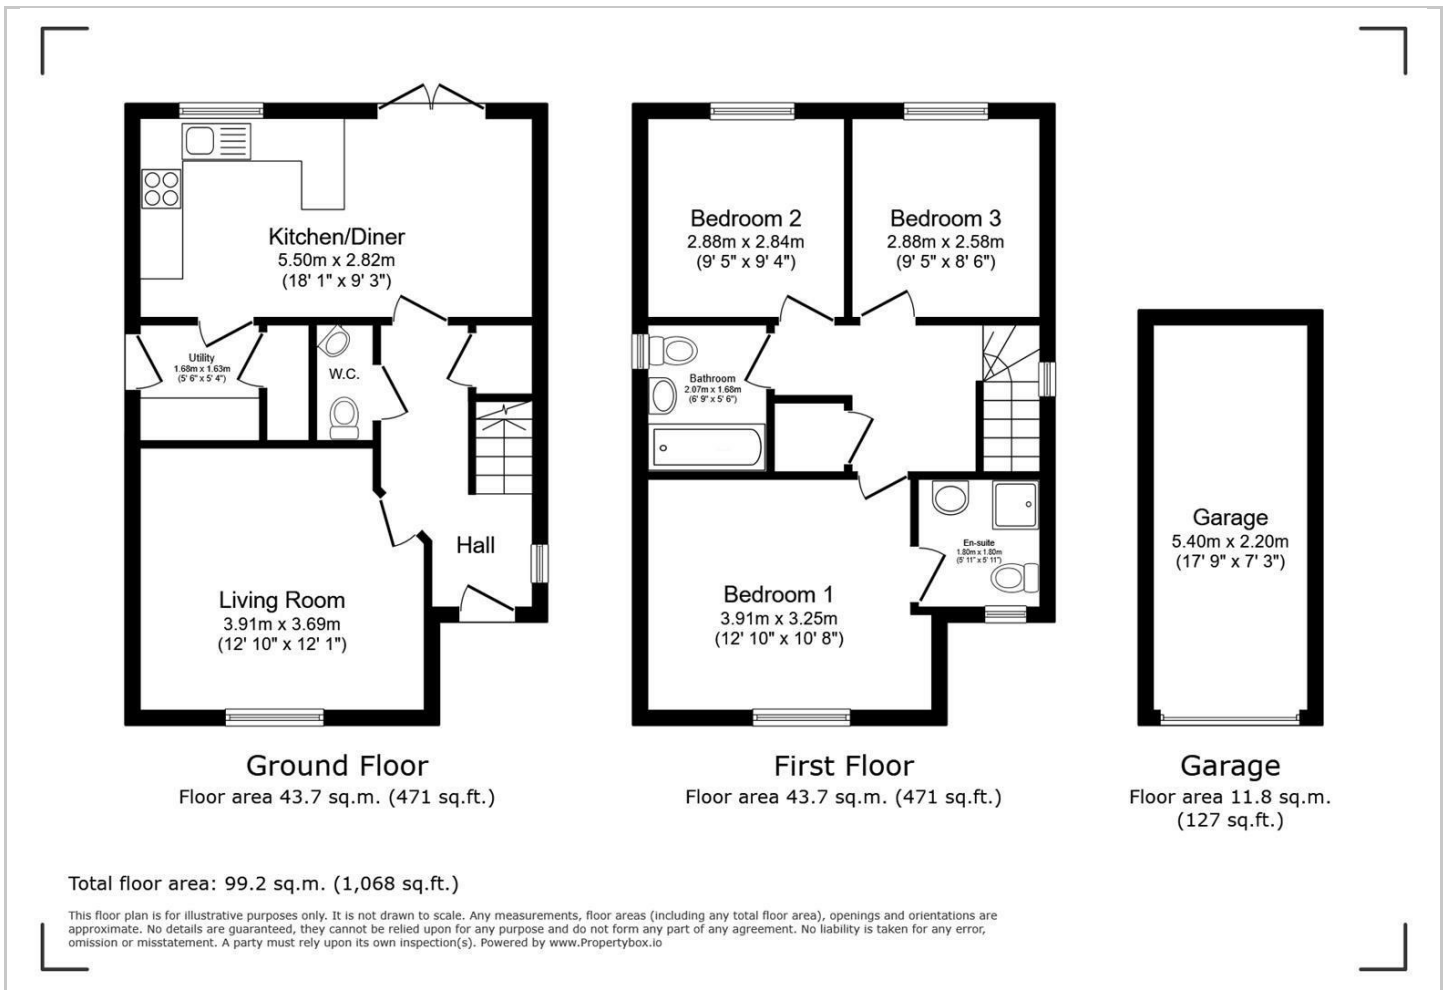 Kitchen/Diner
5.50m x 2.82m
(18' 1" x 9' 3")
Utility
1.68m x 1.63m
(5' 6" x 5' 4")
W.C.
Hall
Living Room
3.91m x 3.69m
(12' 10" x 12' 1")
Ground Floor
Floor area 43.7 sq.m. (471 sq.ft.)
Bedroom 2
2.88m x 2.84m
(9' 5" x 9' 4")
Bedroom 3
2.88m x 2.58m
(9' 5" x 8' 6")
Bathroom
2.07m x 1.68m
(6' 9" x 5' 6")
En-suite
1.80m x 1.80m
(5' 11" x 5' 11")
Bedroom 1
3.91m x 3.25m
(12' 10" x 10' 8")
First Floor
Floor area 43.7 sq.m. (471 sq.ft.)
Garage
5.40m x 2.20m
(17' 9" x 7' 3")
Garage
Floor area 11.8 sq.m.
(127 sq.ft.)
Total floor area: 99.2 sq.m. (1,068 sq.ft.)
This floor plan is for illustrative purposes only. It is not drawn to scale. Any measurements, floor areas (including any total floor area), openings and orientations are
approximate. No details are guaranteed, they cannot be relied upon for any purpose and do not form any part of any agreement. No liability is taken for any error,
omission or misstatement. A party must rely upon its own inspection(s). Powered by www.Propertybox.io